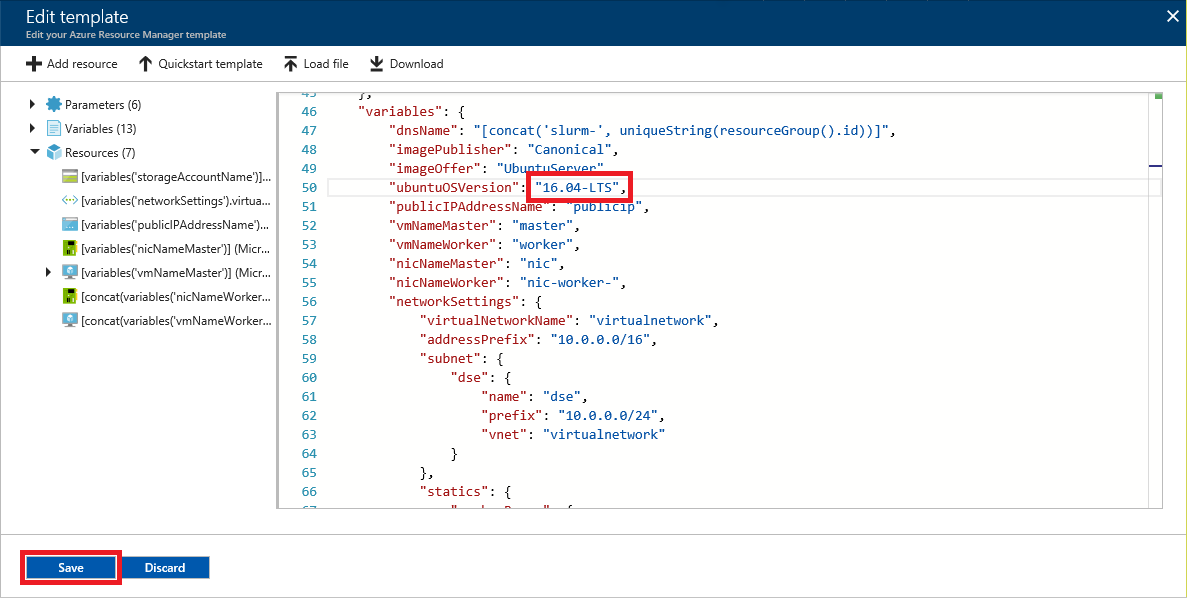 Edit template
Edit your Azure Resource Manager template
Add resource Quickstart template Load file Download
Parameters (6)
Variables (13)
Resources (7)
[variables('storageAccountName')]...
[variables('networkSettings').virtua...
[variables('publicIPAddressName')...
[variables('nicNameMaster')] (Micr...
[variables('vmNameMaster')] (Micr...
[concat(variables('nicNameWorker...
[concat(variables('vmNameWorker...
45 },
46 "variables": {
47 "dnsName": "[concat('slurm-', uniqueString(resourceGroup().id))]",
48 "imagePublisher": "Canonical",
49 "imageOffer": "UbuntuServer"
50 "ubuntuOSVersion": "16.04-LTS",
51 "publicIPAddressName": "publicip",
52 "vmNameMaster": "master",
53 "vmNameWorker": "worker",
54 "nicNameMaster": "nic",
55 "nicNameWorker": "nic-worker-",
56 "networkSettings": {
57 "virtualNetworkName": "virtualnetwork",
58 "addressPrefix": "10.0.0.0/16",
59 "subnet": {
60 "dse": {
61 "name": "dse",
62 "prefix": "10.0.0.0/24",
63 "vnet": "virtualnetwork"
64 }
65 },
66 "statics": {
Save Discard